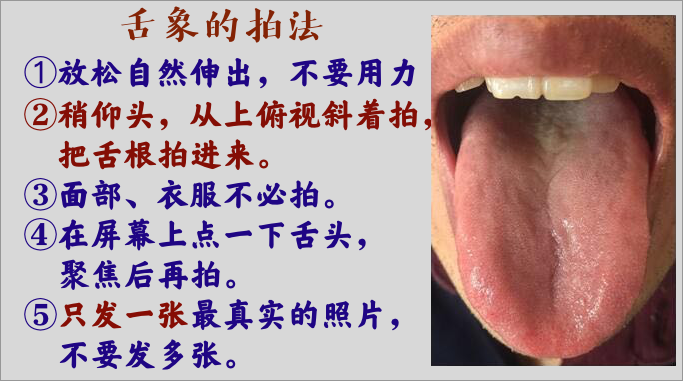 舌象的拍法
①放松自然伸出，不要用力
②稍仰头，从上俯视斜着拍，
把舌根拍进来。
③面部、衣服不必拍。
④在屏幕上点一下舌头，
聚焦后再拍。
⑤只发一张最真实的照片，
不要发多张。